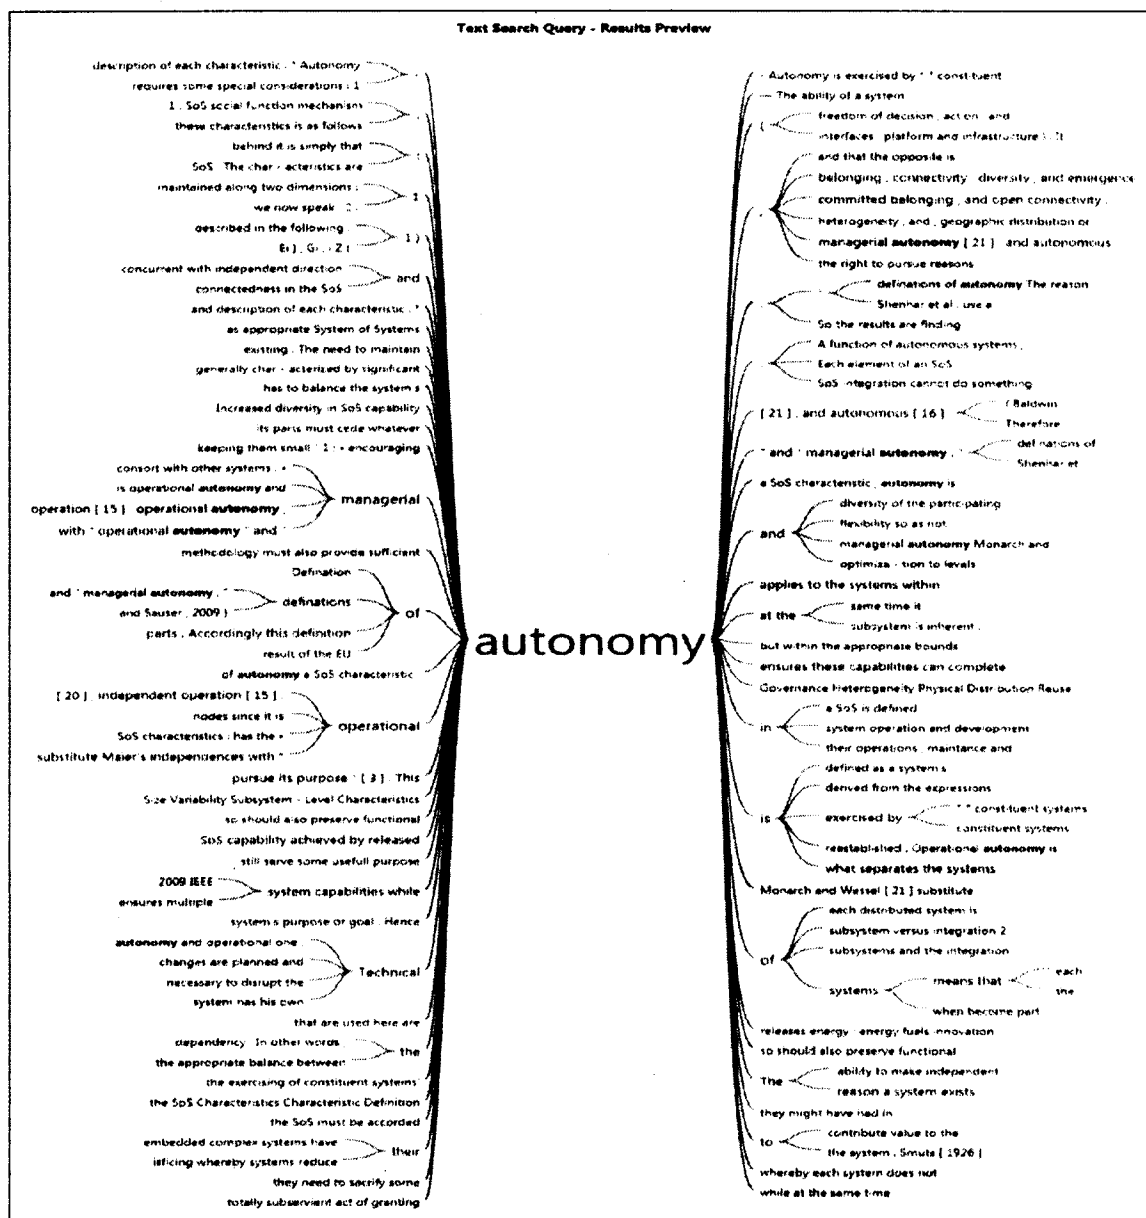 Text Search Query - Results Preview
description of each characteristic . " Autonomy
requires some special considerations : 1
1 . SoS social function mechanism
these characteristics is as follows
behind it is simply that
SoS . The char - acteristics are
maintained along two dimensions :
we now speak
1
described in the following
1 )
concurrent with independent direction
connectedness in the SoS
and
and description of each characteristic . "
as appropriate System of Systems
existing . The need to maintain
generally char - acterized by significant
has to balance the system s
Increased diversity in SoS capability
its parts must cede whatever
keeping them small " 1 : • encouraging
consort with other systems . •
is operational autonomy and
operation [ 15 ] operational autonomy ,
with " operational autonomy " and "
managerial
methodology must also provide sufficient
Defination
and " managerial autonomy , "
and Sauser , 2009 )
definations
parts . Accordingly this definition
result of the EU
of
of autonomy a SoS characteristic
[ 20 ] , independent operation [ 15 ] ,
nodes since it is
SoS characteristics : has the •
substitute Maier's independences with "
operational
pursue its purpose " [ 3 ] . This
Size Variability Subsystem - Level Characteristics
so should also preserve functional
SoS capability achieved by released
still serve some usefull purpose
2009 IEEE
ensures multiple
system capabilities while
system s purpose or goal . Hence
autonomy and operational one ,
changes are planned and
necessary to disrupt the
system has his own
Technical
that are used here are
dependency . In other words
the appropriate balance between
the
the exercising of constituent systems'
the SoS Characteristics Characteristic Definition
the SoS must be accorded
embedded complex systems have
isficing whereby systems reduce
their
they need to sacrify some
totally subservient act of granting
autonomy
- Autonomy is exercised by " " constituent
— The ability of a system
(
freedom of decision , action , and
interfaces , platform and infrastructure ) . It
,
and that the opposite is
belonging , connectivity , diversity , and emergence
committed belonging , and open connectivity ,
heterogeneity , and , geographic distribution or
managerial autonomy [ 21 ] , and autonomous
the right to pursue reasons
.
" definations of autonomy The reason
Shenhar et al . use a
So the results are finding
A function of autonomous systems ,
Each element of an SoS
SoS integration cannot do something
[ 21 ] , and autonomous [ 16 ]
( Baldwin
Therefore
" and " managerial autonomy , "
definations of
Shenhar et
a SoS characteristic , autonomy is
and
diversity of the participating
flexibility so as not
managerial autonomy Monarch and
optimiza - tion to levels
applies to the systems within
at the
same time it
subsystem is inherent ,
but within the appropriate bounds
ensures these capabilities can complete
Governance Heterogeneity Physical Distribution Reuse
in
a SoS is defined
system operation and development
their operations , maintance and
is
defined as a system s
derived from the expressions
exercised by
" " constituent systems
constituent systems
reestablished . Operational autonomy is
what separates the systems
Monarch and Wessel [ 21 ] substitute
of
each distributed system is
subsystem versus integration 2
subsystems and the integration
systems
means that
each
the
when become part
releases energy : energy fuels innovation
so should also preserve functional
The
ability to make independent
reason a system exists
they might have had in
to
contribute value to the
the system , Smuts [ 1926 ]
whereby each system does not
while at the same time